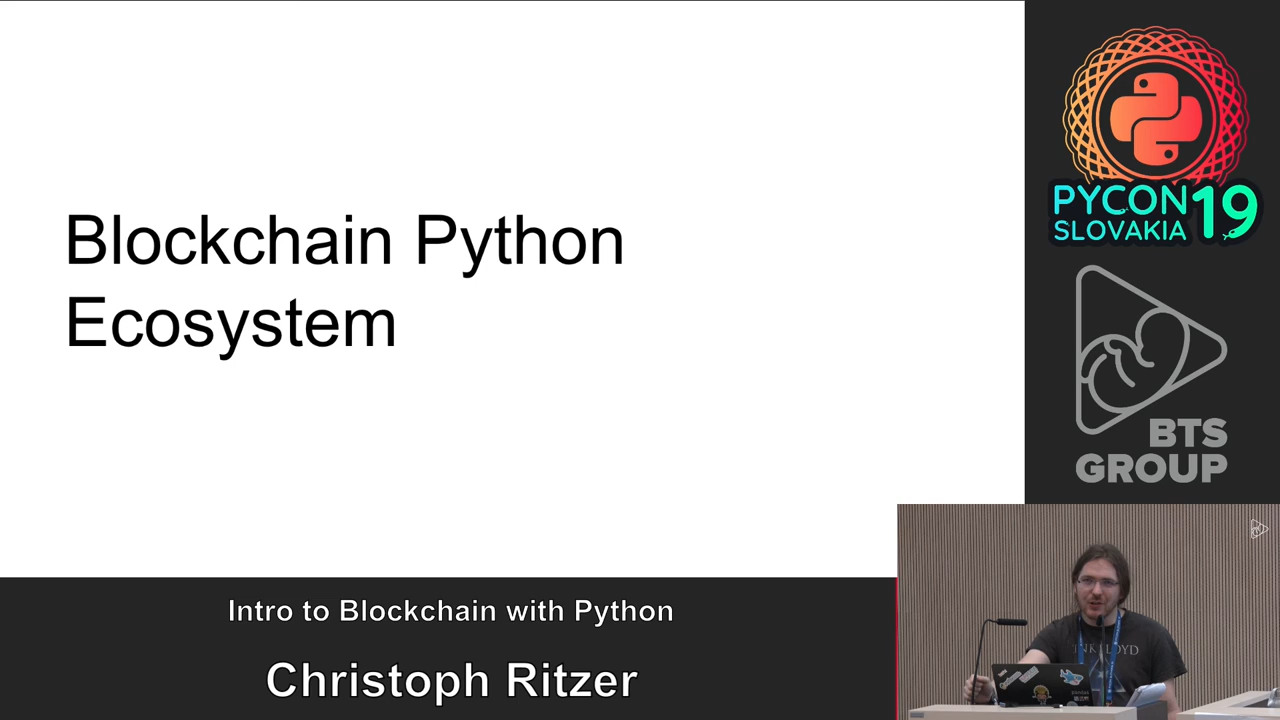 Blockchain Python
Ecosystem
PYCON 19
SLOVAKIA
BTS
GROUP
Intro to Blockchain with Python
Christoph Ritzer